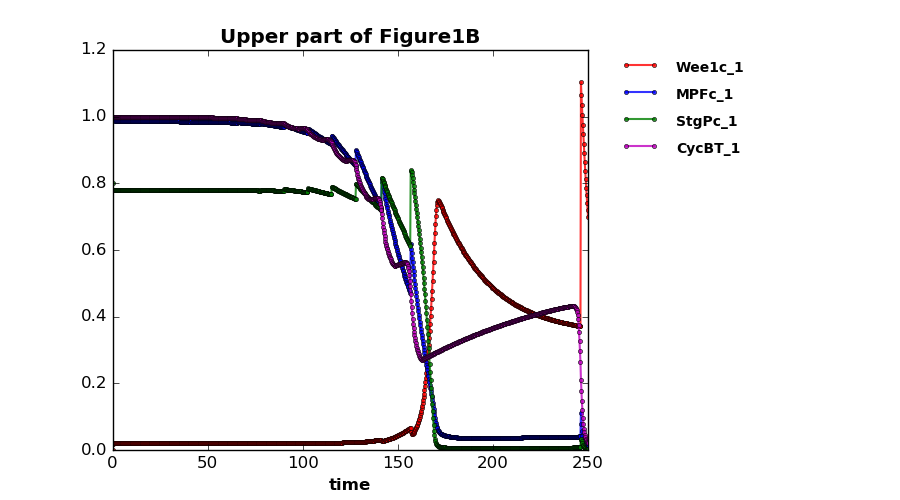 Upper part of Figure1B
1.2
1.0
0.8
0.6
0.4
0.2
0.0
0 50 100 150 200 250
time
Wee1c_1
MPFc_1
StgPc_1
CycBT_1